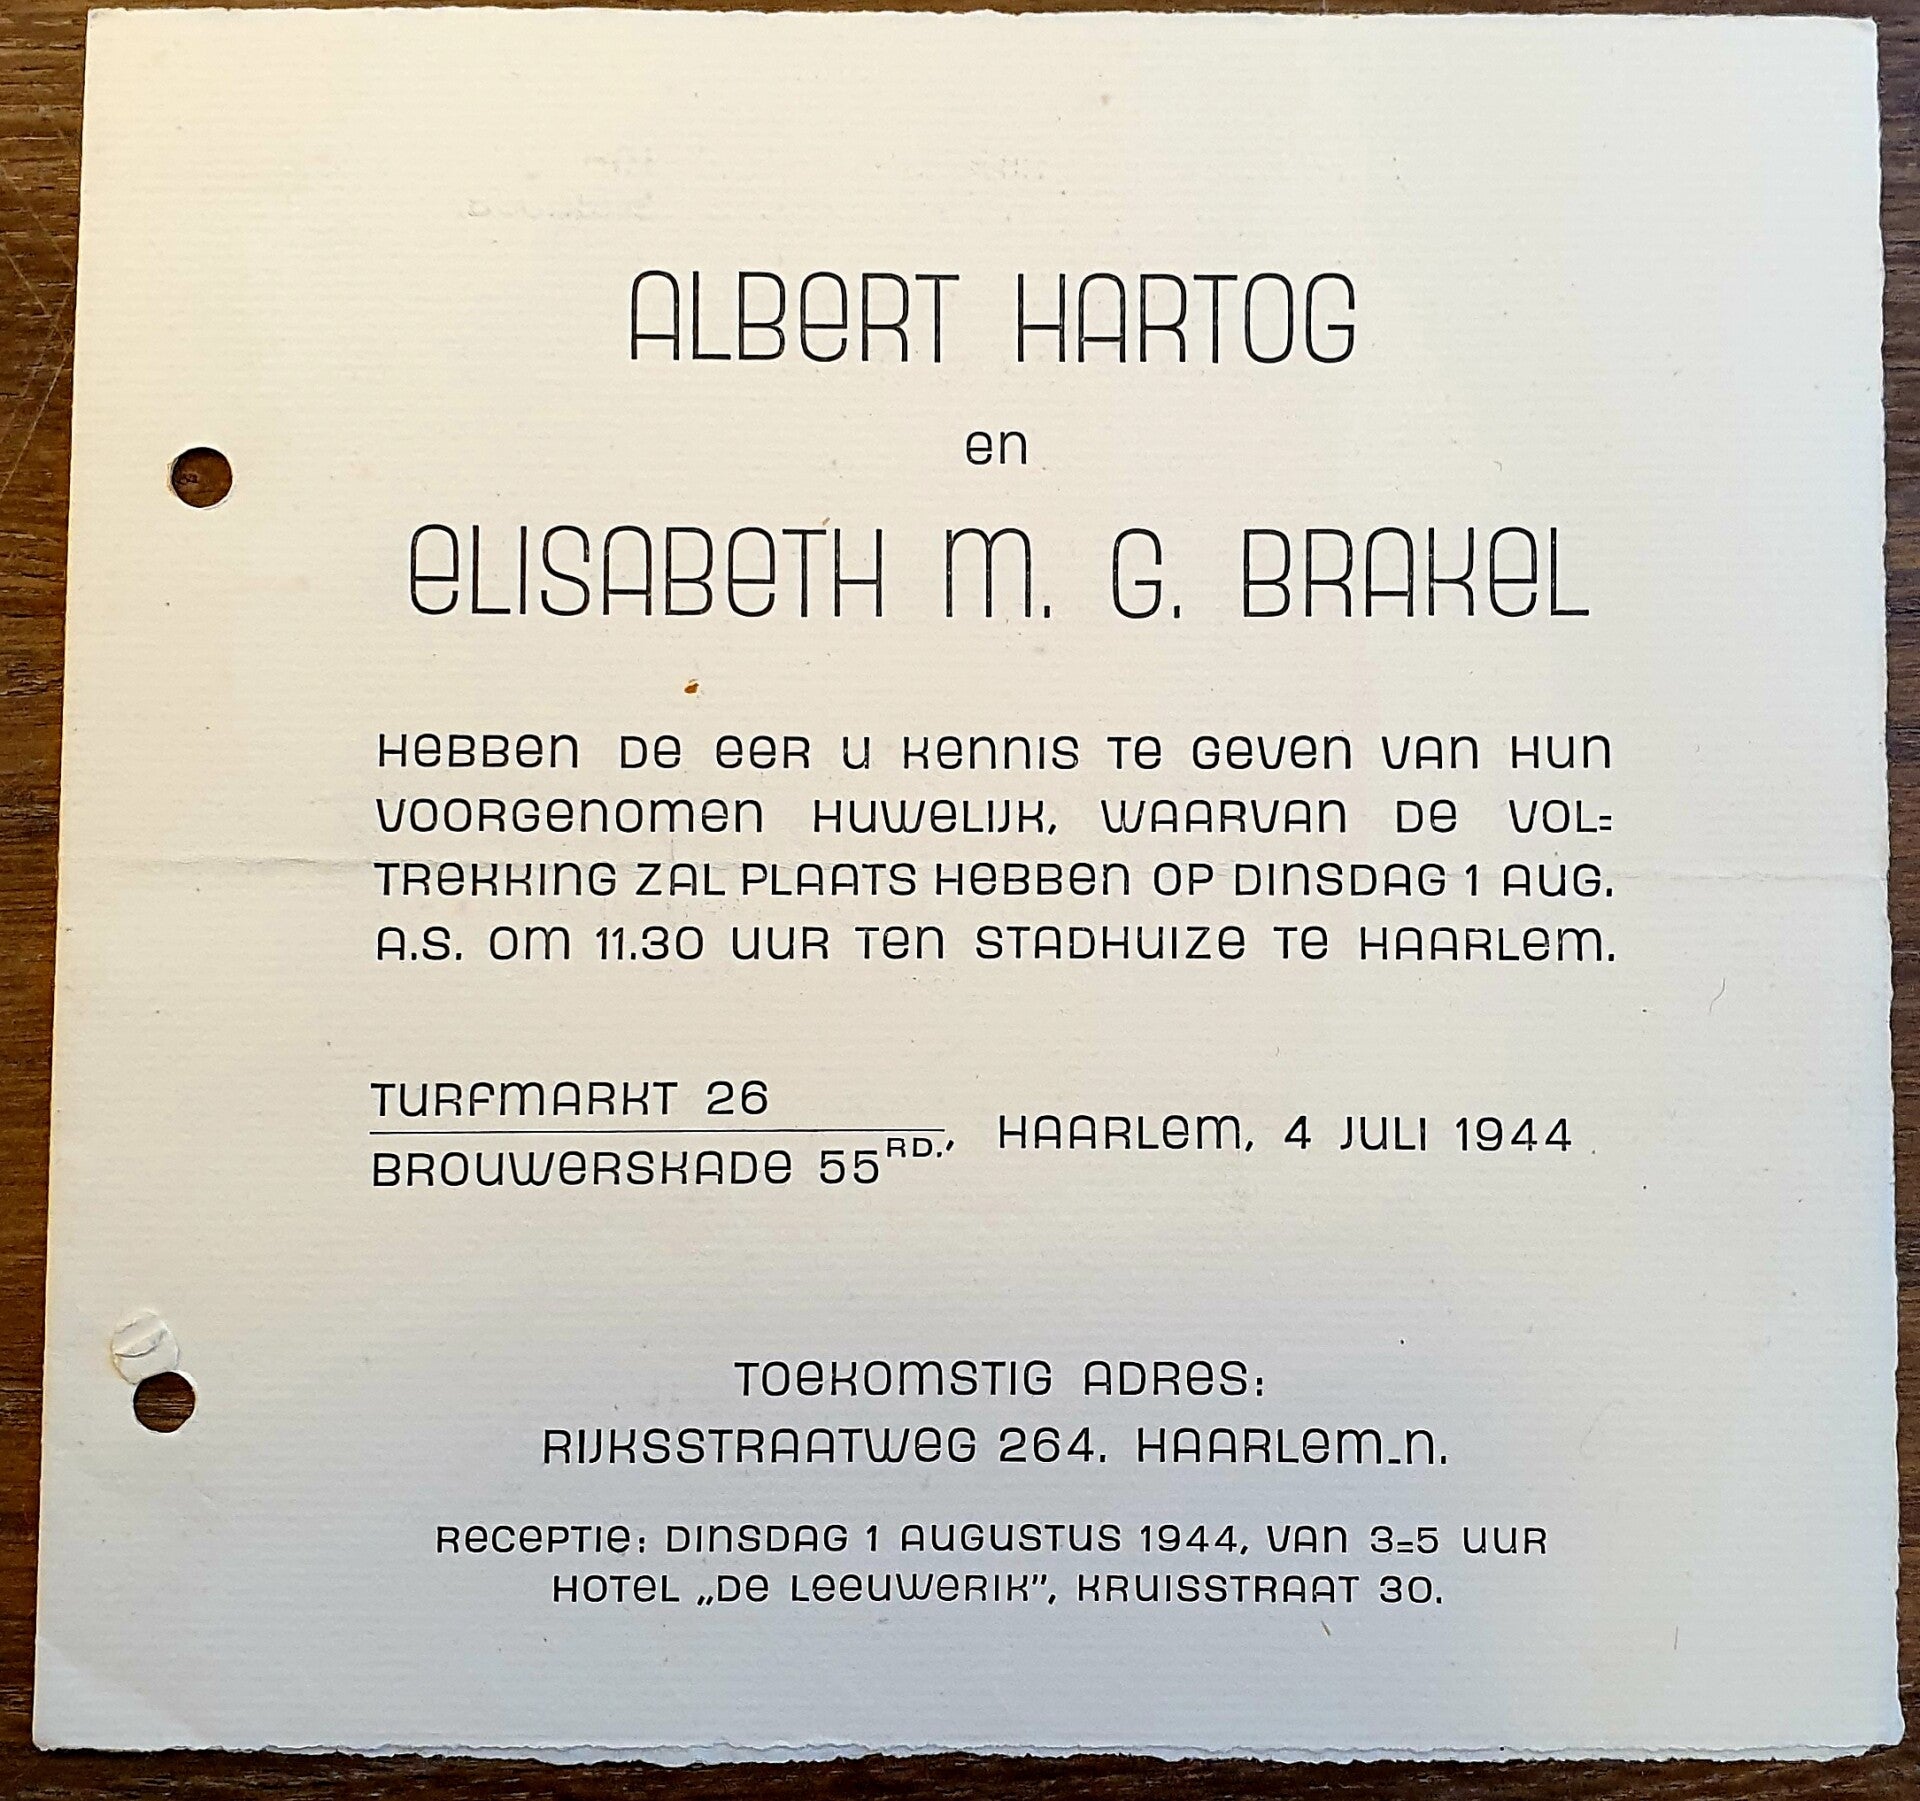 ALBERT HARTOG
en
ELISABETH M. G. BRAKEL
HEBBEN DE EER U KENNIS TE GEVEN VAN HUN
VOORGENOMEN HUWELIJK, WAARVAN DE VOL=
TREKKING ZAL PLAATS HEBBEN OP DINSDAG 1 AUG.
A.S. OM 11.30 UUR TEN STADHUIZE TE HAARLEM.
TURFMARKT 26
BROUWERSKADE 55RD., HAARLEM, 4 JULI 1944
TOEKOMSTIG ADRES:
RIJKSSTRAATWEG 264. HAARLEM-N.
RECEPTIE: DINSDAG 1 AUGUSTUS 1944, VAN 3=5 UUR
HOTEL „DE LEEUWERIK”, KRUISSTRAAT 30.